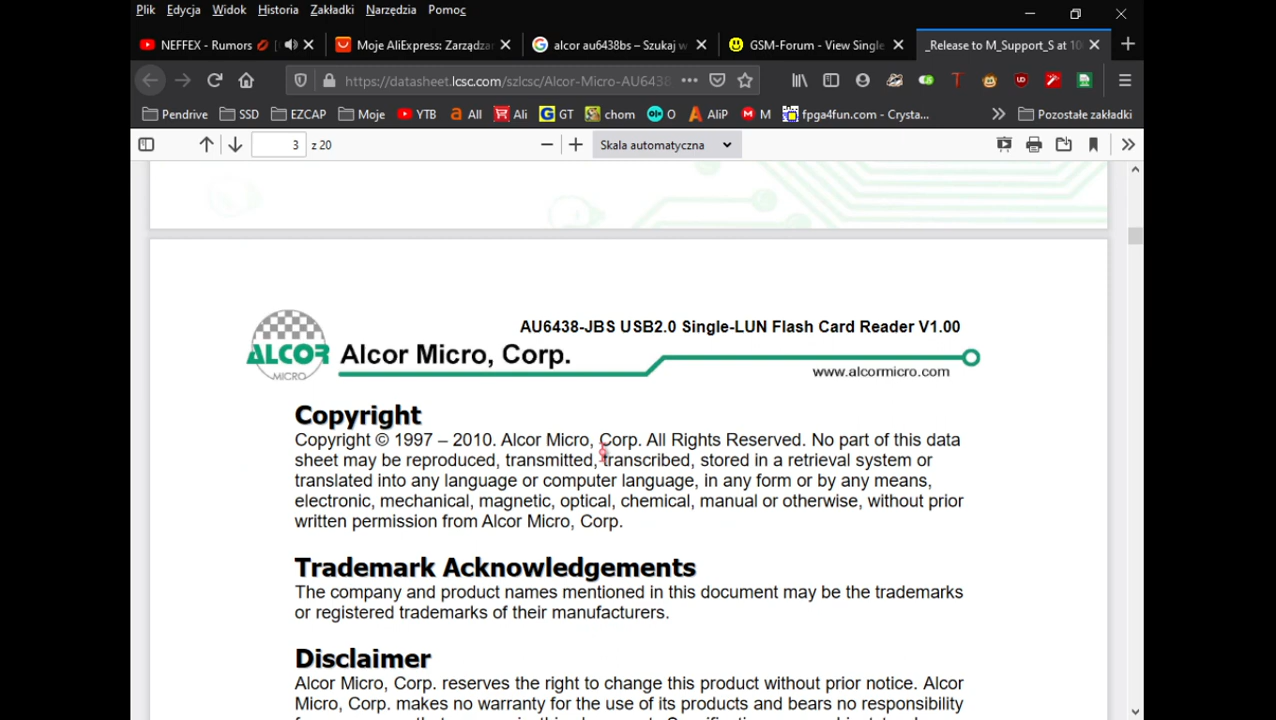 Plik Edycja Widok Historia Zakładki Narzędzia Pomoc
NEFFEX - Rumors
Moje AliExpress: Zarządza
alcor au6438bs – Szukaj w
GSM-Forum - View Single
_Release to M_Support_S at 10
https://datasheet.lcsc.com/szlcsc/Alcor-Micro-AU6438
Pendrive SSD EZCAP Moje YTB All Ali GT chom O AliP M fpga4fun.com - Crysta... Pozostałe zakładki
3 z 20 Skala automatyczna
AU6438-JBS USB2.0 Single-LUN Flash Card Reader V1.00
ALCOR
MICRO
Alcor Micro, Corp.
www.alcormicro.com
Copyright
Copyright © 1997 – 2010. Alcor Micro, Corp. All Rights Reserved. No part of this data
sheet may be reproduced, transmitted, transcribed, stored in a retrieval system or
translated into any language or computer language, in any form or by any means,
electronic, mechanical, magnetic, optical, chemical, manual or otherwise, without prior
written permission from Alcor Micro, Corp.
Trademark Acknowledgements
The company and product names mentioned in this document may be the trademarks
or registered trademarks of their manufacturers.
Disclaimer
Alcor Micro, Corp. reserves the right to change this product without prior notice. Alcor
Micro, Corp. makes no warranty for the use of its products and bears no responsibility